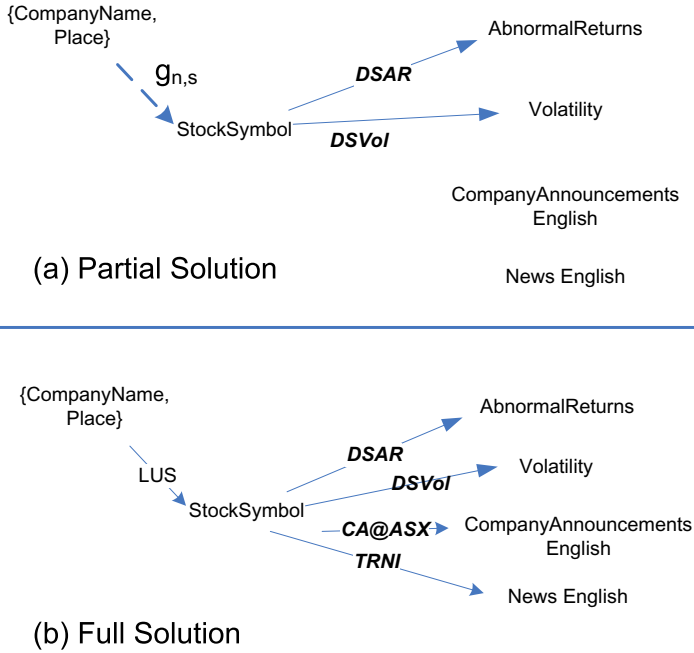 {CompanyName,
Place}
AbnormalReturns
gn,s
DSAR
Volatility
StockSymbol
DSVol
CompanyAnnouncements
English
(a) Partial Solution
News English
{CompanyName,
Place}
AbnormalReturns
DSAR
LUS
Volatility
DSVol
StockSymbol
CA@ASX
CompanyAnnouncements
English
TRNI
News English
(b) Full Solution